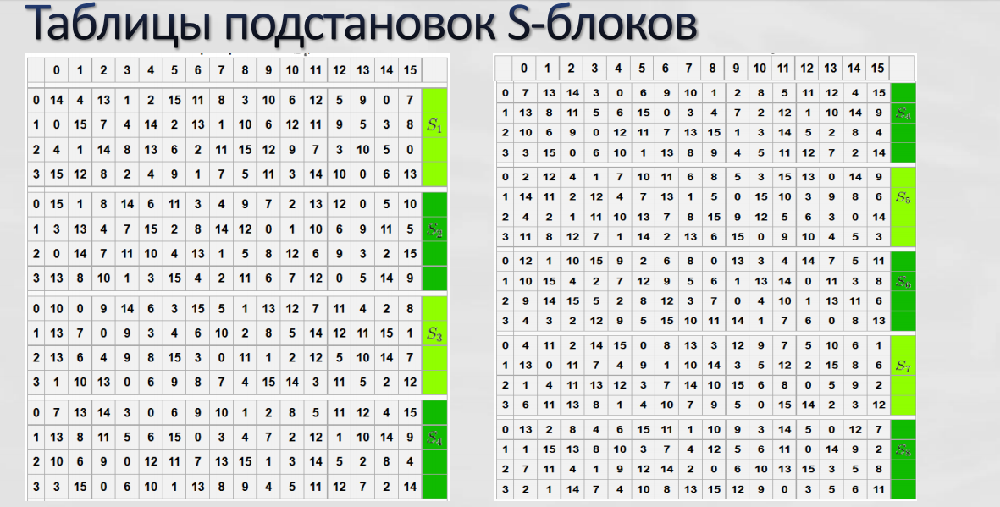 Таблицы подстановок S-блоков
0 1 2 3 4 5 6 7 8 9 10 11 12 13 14 15
0 14 4 13 1 2 15 11 8 3 10 6 12 5 9 0 7
1 0 15 7 4 14 2 13 1 10 6 12 11 9 5 3 8 S1
2 4 1 14 8 13 6 2 11 15 12 9 7 3 10 5 0
3 15 12 8 2 4 9 1 7 5 11 3 14 10 0 6 13
0 15 1 8 14 6 11 3 4 9 7 2 13 12 0 5 10
1 3 13 4 7 15 2 8 14 12 0 1 10 6 9 11 5 S2
2 0 14 7 11 10 4 13 1 5 8 12 6 9 3 2 15
3 13 8 10 1 3 15 4 2 11 6 7 12 0 5 14 9
0 10 0 9 14 6 3 15 5 1 13 12 7 11 4 2 8
1 13 7 0 9 3 4 6 10 2 8 5 14 12 11 15 1 S3
2 13 6 4 9 8 15 3 0 11 1 2 12 5 10 14 7
3 1 10 13 0 6 9 8 7 4 15 14 3 11 5 2 12
0 7 13 14 3 0 6 9 10 1 2 8 5 11 12 4 15
1 13 8 11 5 6 15 0 3 4 7 2 12 1 10 14 9 S4
2 10 6 9 0 12 11 7 13 15 1 3 14 5 2 8 4
3 3 15 0 6 10 1 13 8 9 4 5 11 12 7 2 14
0 1 2 3 4 5 6 7 8 9 10 11 12 13 14 15
0 7 13 14 3 0 6 9 10 1 2 8 5 11 12 4 15
1 13 8 11 5 6 15 0 3 4 7 2 12 1 10 14 9 S4
2 10 6 9 0 12 11 7 13 15 1 3 14 5 2 8 4
3 3 15 0 6 10 1 13 8 9 4 5 11 12 7 2 14
0 2 12 4 1 7 10 11 6 8 5 3 15 13 0 14 9
1 14 11 2 12 4 7 13 1 5 0 15 10 3 9 8 6 S5
2 4 2 1 11 10 13 7 8 15 9 12 5 6 3 0 14
3 11 8 12 7 1 14 2 13 6 15 0 9 10 4 5 3
0 12 1 10 15 9 2 6 8 0 13 3 4 14 7 5 11
1 10 15 4 2 7 12 9 5 6 1 13 14 0 11 3 8 S6
2 9 14 15 5 2 8 12 3 7 0 4 10 1 13 11 6
3 4 3 2 12 9 5 15 10 11 14 1 7 6 0 8 13
0 4 11 2 14 15 0 8 13 3 12 9 7 5 10 6 1
1 13 0 11 7 4 9 1 10 14 3 5 12 2 15 8 6 S7
2 1 4 11 13 12 3 7 14 10 15 6 8 0 5 9 2
3 6 11 13 8 1 4 10 7 9 5 0 15 14 2 3 12
0 13 2 8 4 6 15 11 1 10 9 3 14 5 0 12 7
1 1 15 13 8 10 3 7 4 12 5 6 11 0 14 9 2 S8
2 7 11 4 1 9 12 14 2 0 6 10 13 15 3 5 8
3 2 1 14 7 4 10 8 13 15 12 9 0 3 5 6 11